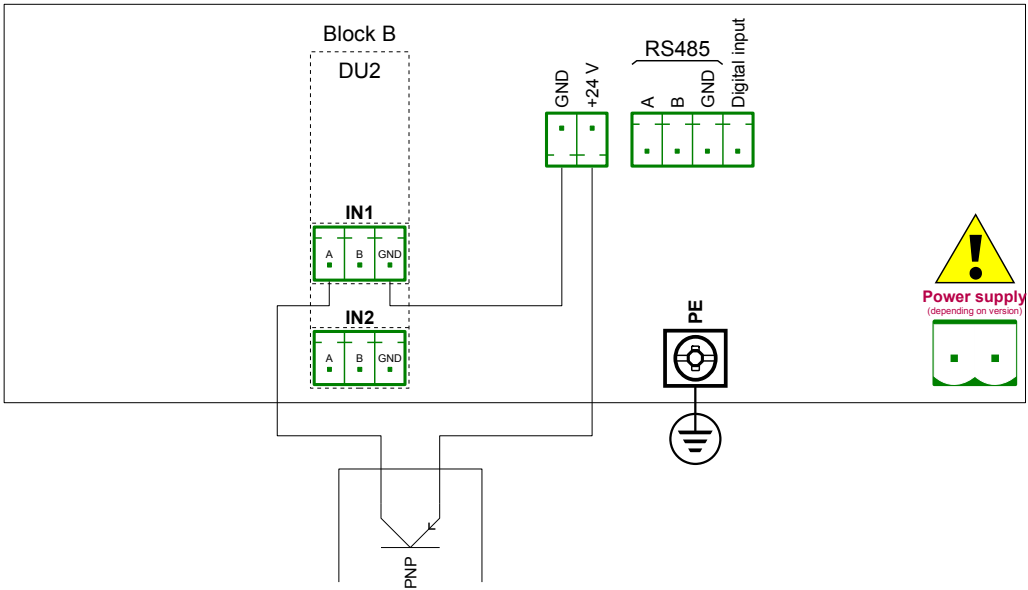 Block B
DU2
RS485
GND
+24 V
A
B
GND
Digital input
IN1
A
B
GND
IN2
A
B
GND
PE
Power supply
(depending on version)
PNP